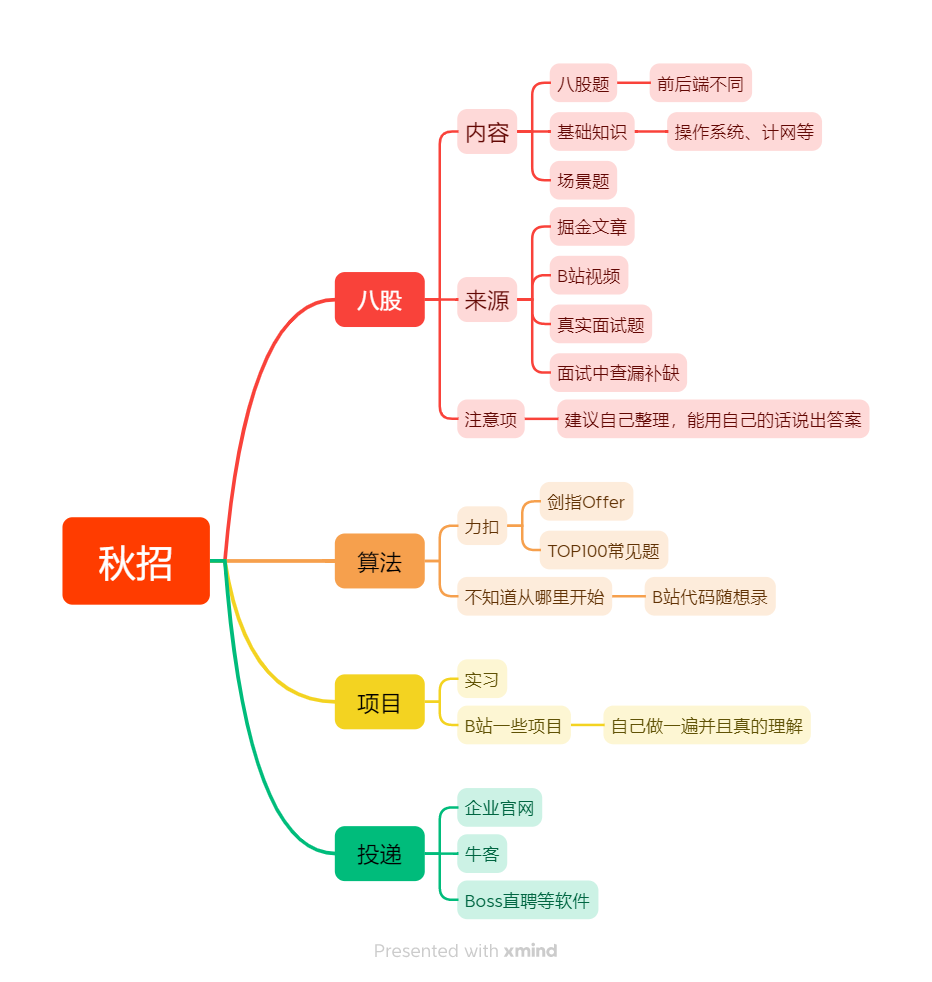 秋招
八股
内容
八股题
前后端不同
基础知识
操作系统、计网等
场景题
来源
掘金文章
B站视频
真实面试题
面试中查漏补缺
注意项
建议自己整理，能用自己的话说出答案
算法
力扣
剑指Offer
TOP100常见题
不知道从哪里开始
B站代码随想录
项目
实习
B站一些项目
自己做一遍并且真的理解
投递
企业官网
牛客
Boss直聘等软件
Presented with xmind